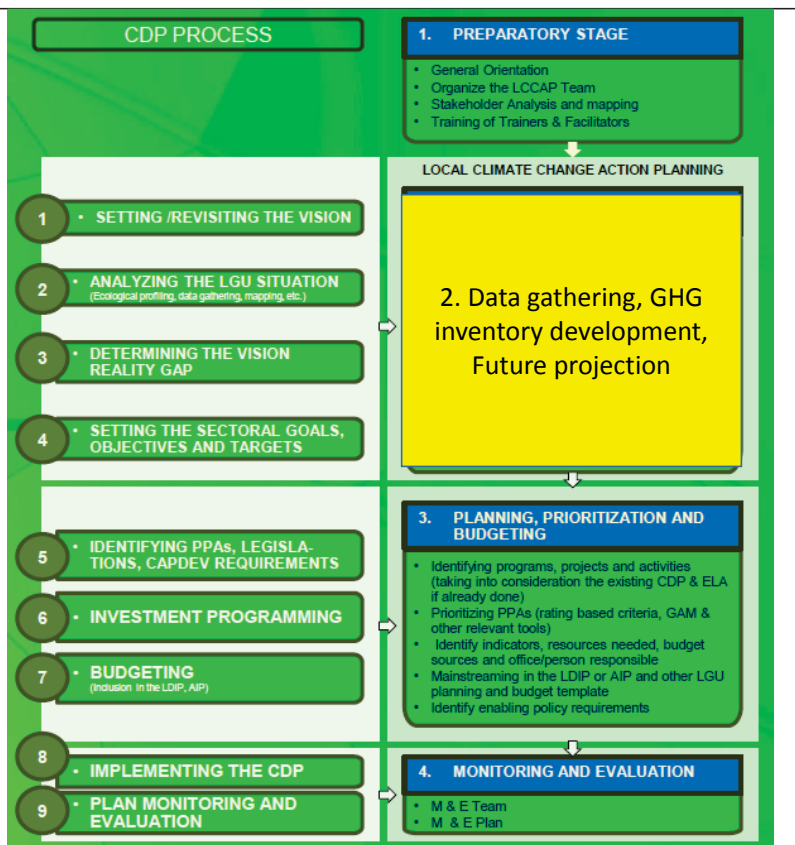 CDP PROCESS
1. PREPARATORY STAGE
• General Orientation
• Organize the LCCAP Team
• Stakeholder Analysis and mapping
• Training of Trainers & Facilitators
LOCAL CLIMATE CHANGE ACTION PLANNING
1 • SETTING /REVISITING THE VISION
2 • ANALYZING THE LGU SITUATION
(Ecological profiling, data gathering, mapping, etc.)
3 • DETERMINING THE VISION
REALITY GAP
4 • SETTING THE SECTORAL GOALS,
OBJECTIVES AND TARGETS
2. Data gathering, GHG
inventory development,
Future projection
5 • IDENTIFYING PPAs, LEGISLA-
TIONS, CAPDEV REQUIREMENTS
6 • INVESTMENT PROGRAMMING
7 • BUDGETING
(Inclusion in the LDIP, AIP)
3. PLANNING, PRIORITIZATION AND
BUDGETING
• Identifying programs, projects and activities
(taking into consideration the existing CDP & ELA
if already done)
• Prioritizing PPAs (rating based criteria, GAM &
other relevant tools)
• Identify indicators, resources needed, budget
sources and office/person responsible
• Mainstreaming in the LDIP or AIP and other LGU
planning and budget template
• Identify enabling policy requirements
8 • IMPLEMENTING THE CDP
9 • PLAN MONITORING AND
EVALUATION
4. MONITORING AND EVALUATION
• M & E Team
• M & E Plan